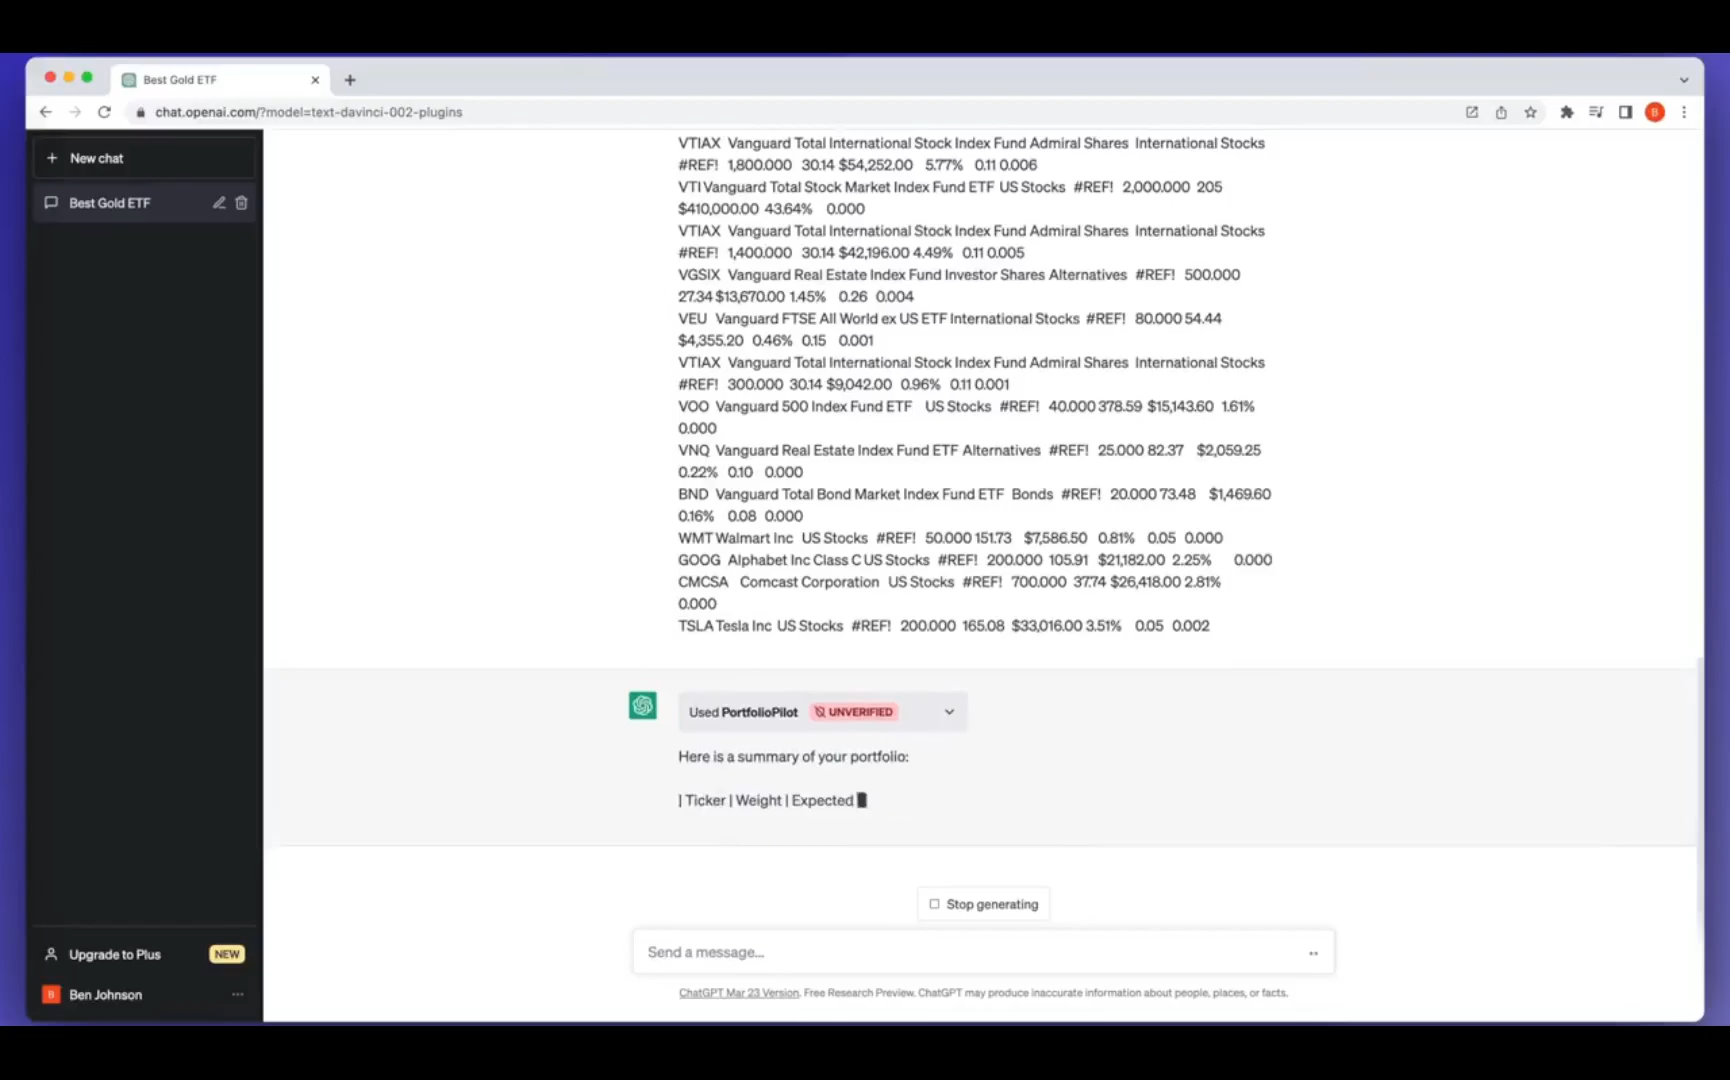 Best Gold ETF
chat.openai.com/?model=text-davinci-002-plugins
B
New chat
Best Gold ETF
VTIAX Vanguard Total International Stock Index Fund Admiral Shares International Stocks
#REF! 1,800.000 30.14 $54,252.00 5.77% 0.11 0.006
VTI Vanguard Total Stock Market Index Fund ETF US Stocks #REF! 2,000.000 205
$410,000.00 43.64% 0.000
VTIAX Vanguard Total International Stock Index Fund Admiral Shares International Stocks
#REF! 1,400.000 30.14 $42,196.00 4.49% 0.11 0.005
VGSIX Vanguard Real Estate Index Fund Investor Shares Alternatives #REF! 500.000
27.34 $13,670.00 1.45% 0.26 0.004
VEU Vanguard FTSE All World ex US ETF International Stocks #REF! 80.000 54.44
$4,355.20 0.46% 0.15 0.001
VTIAX Vanguard Total International Stock Index Fund Admiral Shares International Stocks
#REF! 300.000 30.14 $9,042.00 0.96% 0.11 0.001
VOO Vanguard 500 Index Fund ETF US Stocks #REF! 40.000 378.59 $15,143.60 1.61%
0.000
VNQ Vanguard Real Estate Index Fund ETF Alternatives #REF! 25.000 82.37 $2,059.25
0.22% 0.10 0.000
BND Vanguard Total Bond Market Index Fund ETF Bonds #REF! 20.000 73.48 $1,469.60
0.16% 0.08 0.000
WMT Walmart Inc US Stocks #REF! 50.000 151.73 $7,586.50 0.81% 0.05 0.000
GOOG Alphabet Inc Class C US Stocks #REF! 200.000 105.91 $21,182.00 2.25% 0.000
CMCSA Comcast Corporation US Stocks #REF! 700.000 37.74 $26,418.00 2.81%
0.000
TSLA Tesla Inc US Stocks #REF! 200.000 165.08 $33,016.00 3.51% 0.05 0.002
Used PortfolioPilot UNVERIFIED
Here is a summary of your portfolio:
| Ticker | Weight | Expected
Stop generating
Send a message...
ChatGPT Mar 23 Version. Free Research Preview. ChatGPT may produce inaccurate information about people, places, or facts.
Upgrade to Plus NEW
B Ben Johnson